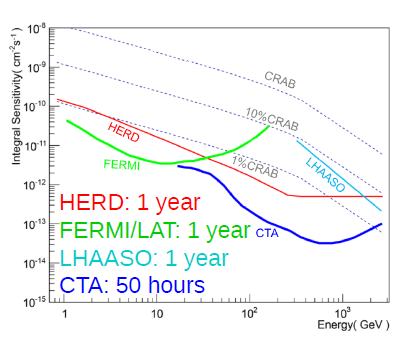 Integral Sensitivity( cm⁻²s⁻¹)
10⁻⁸
10⁻⁹
10⁻¹⁰
10⁻¹¹
10⁻¹²
10⁻¹³
10⁻¹⁴
10⁻¹⁵
CRAB
10%CRAB
1%CRAB
HERD
FERMI
LHAASO
CTA
HERD: 1 year
FERMI/LAT: 1 year
LHAASO: 1 year
CTA: 50 hours
1 10 10² 10³
Energy( GeV )